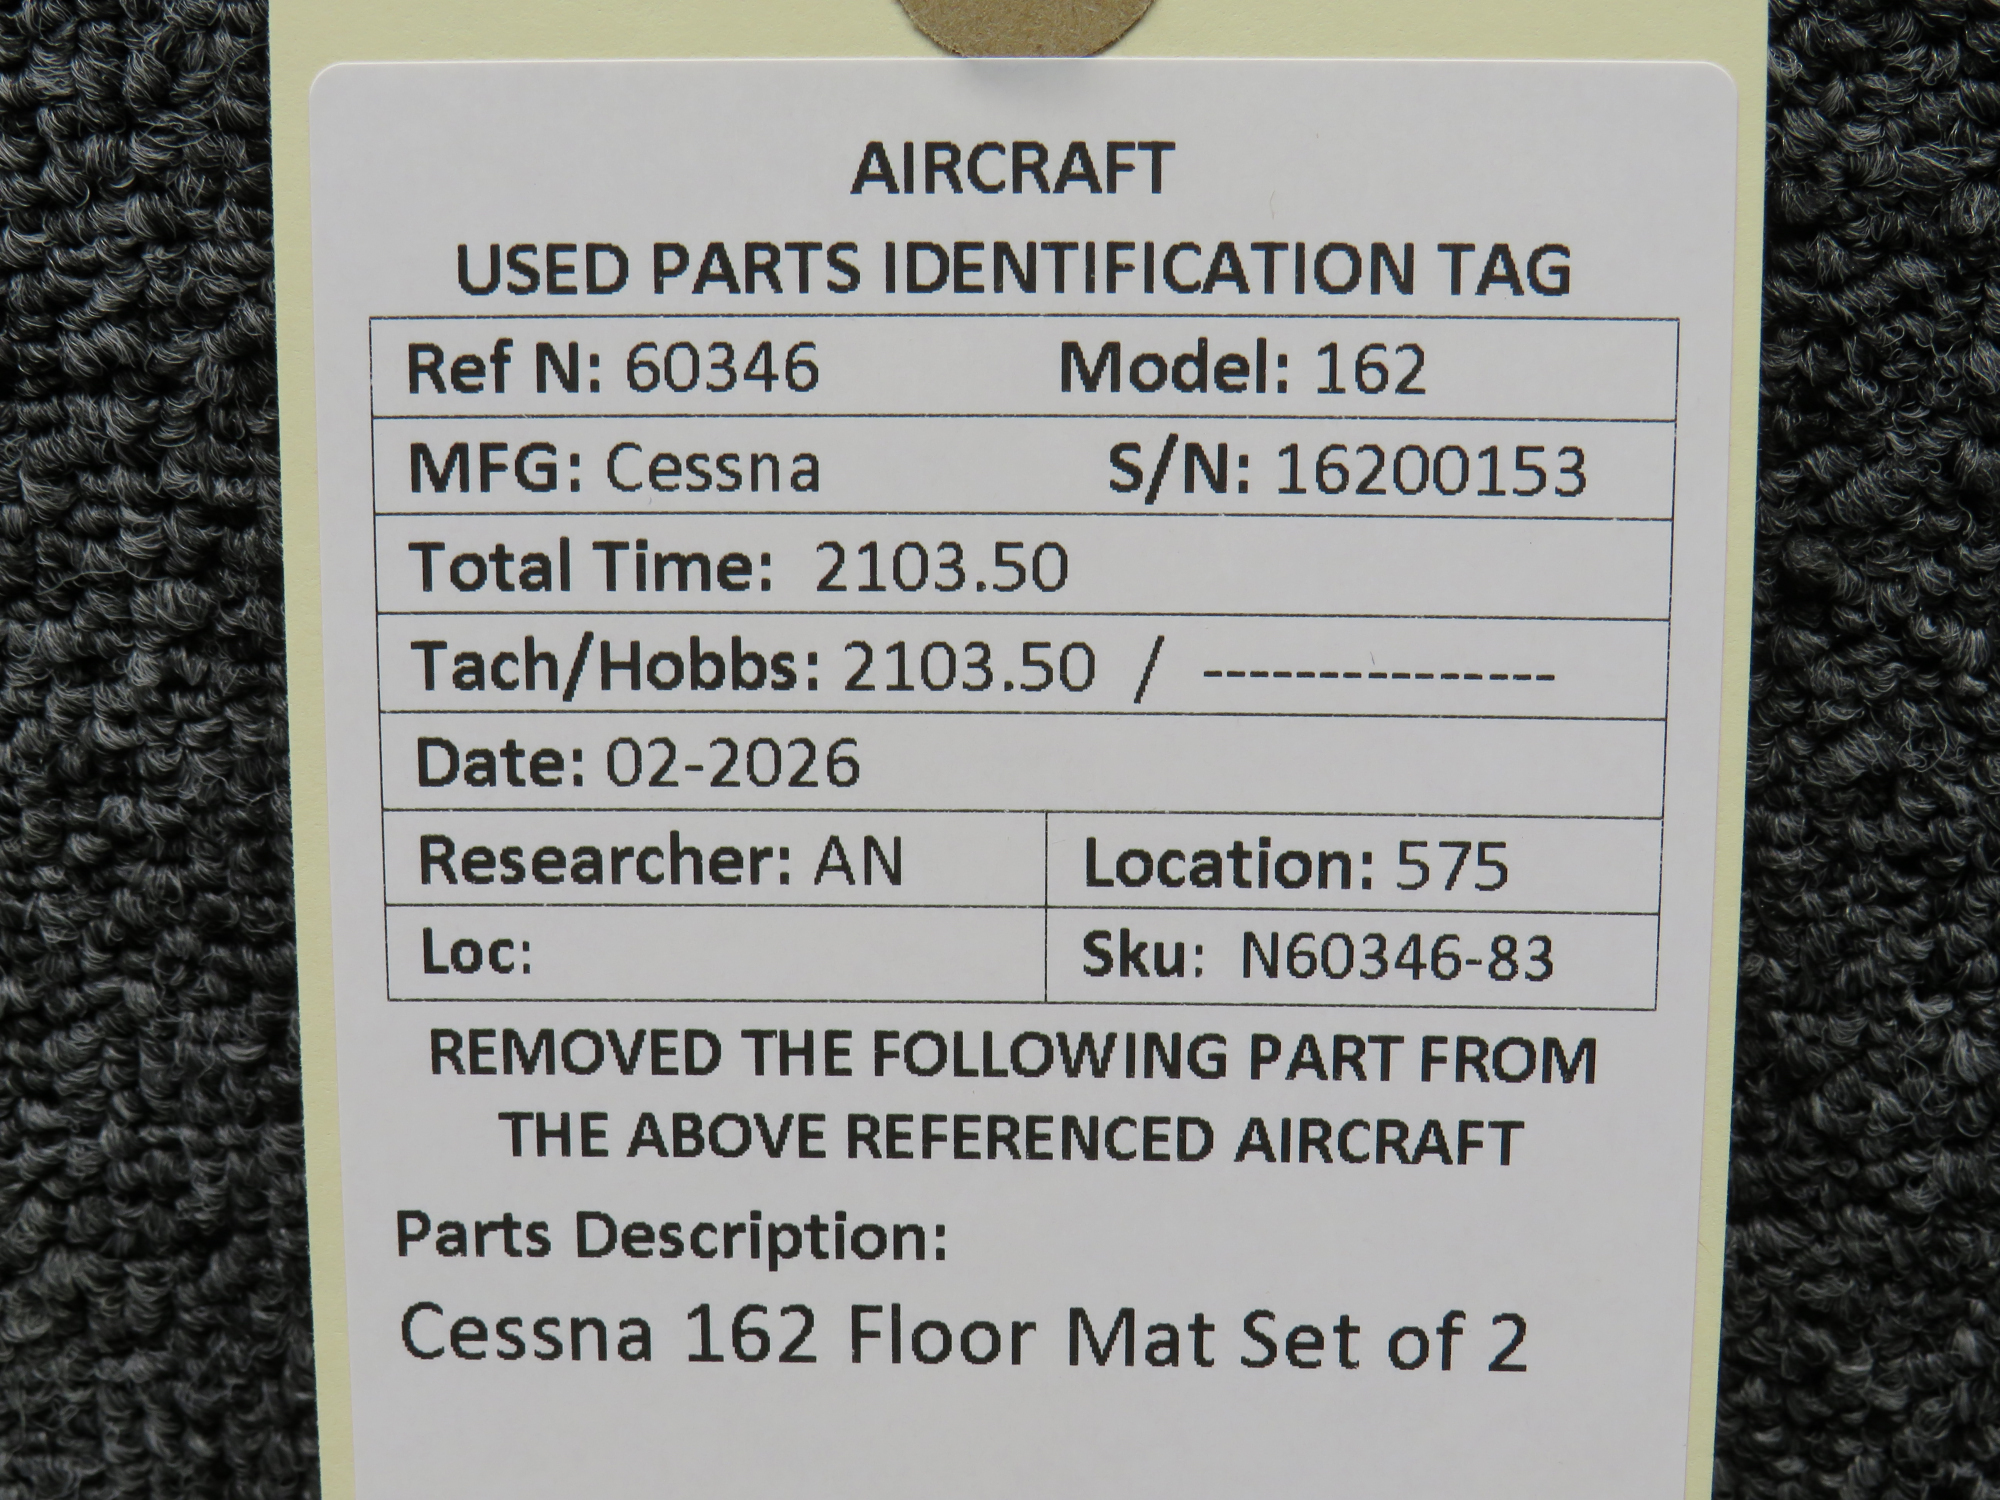 AIRCRAFT
USED PARTS IDENTIFICATION TAG
Ref N: 60346 Model: 162
MFG: Cessna S/N: 16200153
Total Time: 2103.50
Tach/Hobbs: 2103.50 / ---------------
Date: 02-2026
Researcher: AN Location: 575
Loc: Sku: N60346-83
REMOVED THE FOLLOWING PART FROM
THE ABOVE REFERENCED AIRCRAFT
Parts Description:
Cessna 162 Floor Mat Set of 2